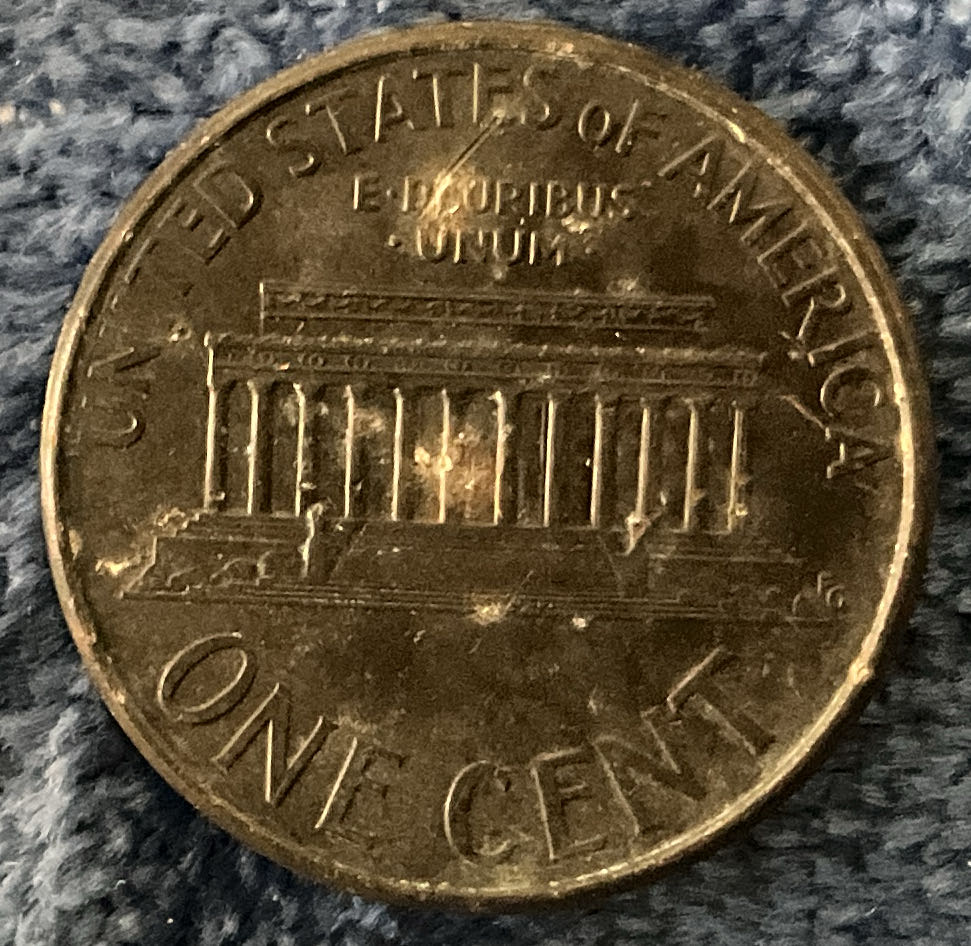 UNITED STATES OF AMERICA
E·PLURIBUS
·UNUM·
ONE CENT